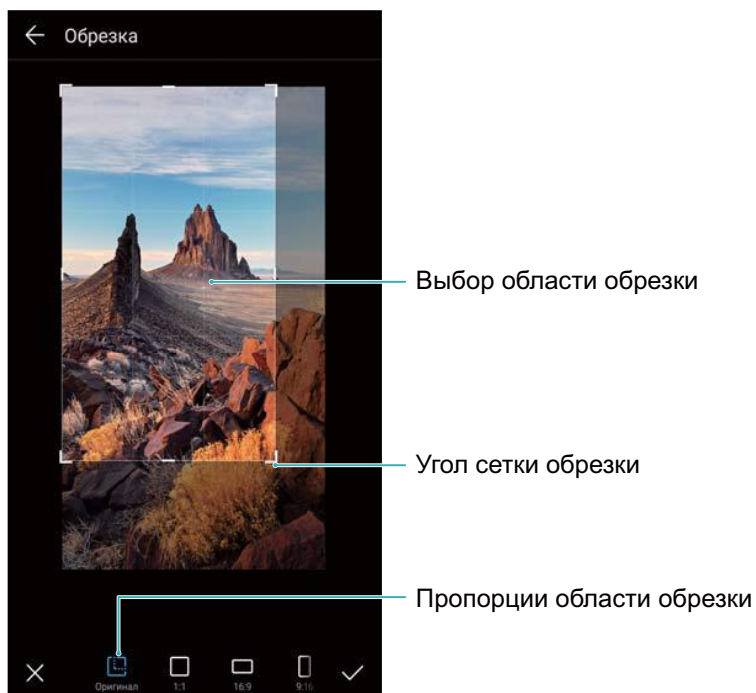 Обрезка
Выбор области обрезки
Угол сетки обрезки
Пропорции области обрезки
Оригинал
1:1
16:9
9:16